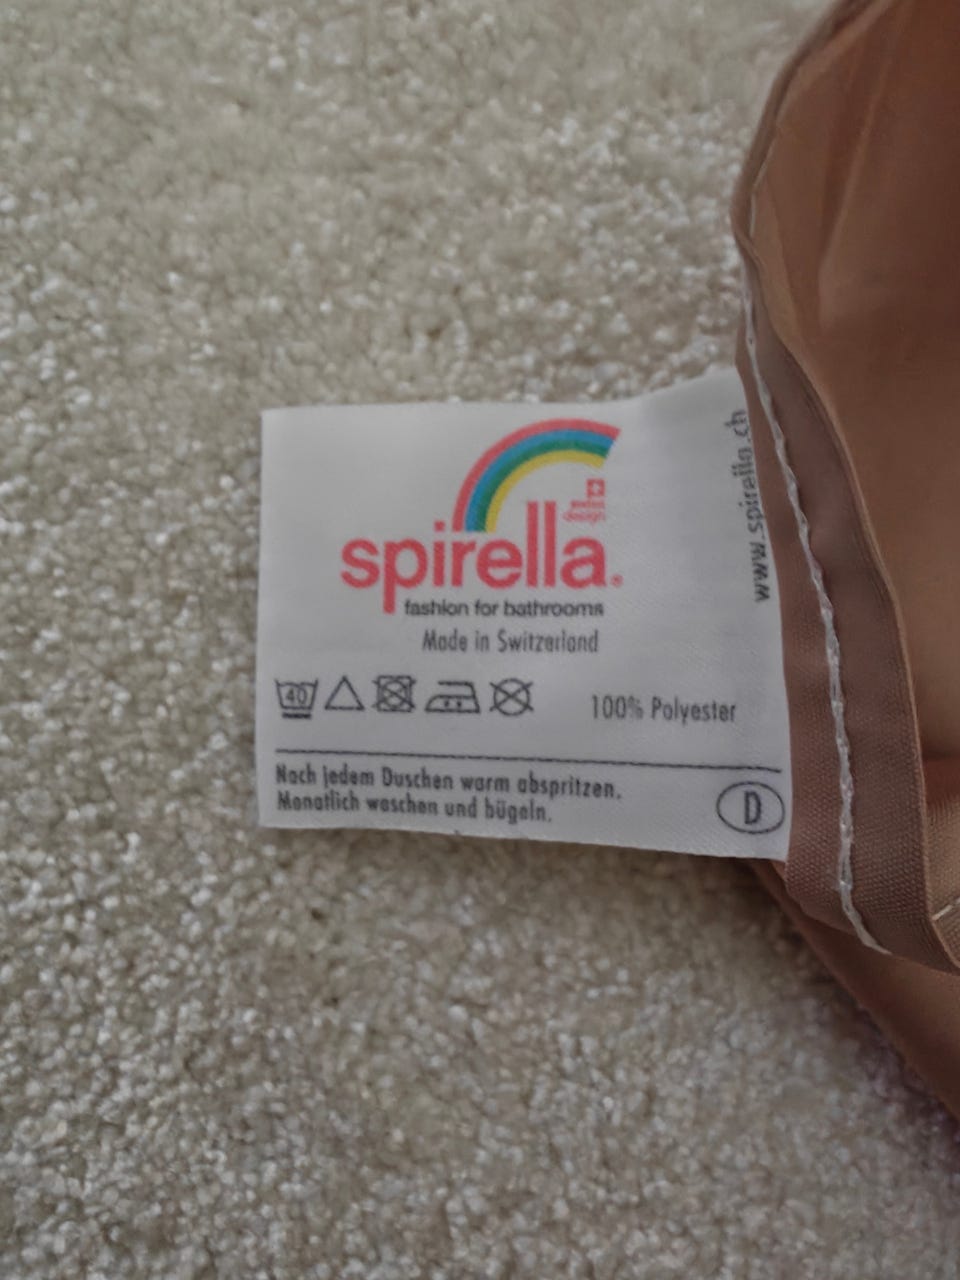 spirella®
swiss design
fashion for bathrooms
Made in Switzerland
40
100% Polyester
Nach jedem Duschen warm abspritzen.
Monatlich waschen und bügeln.
D
www.spirella.ch